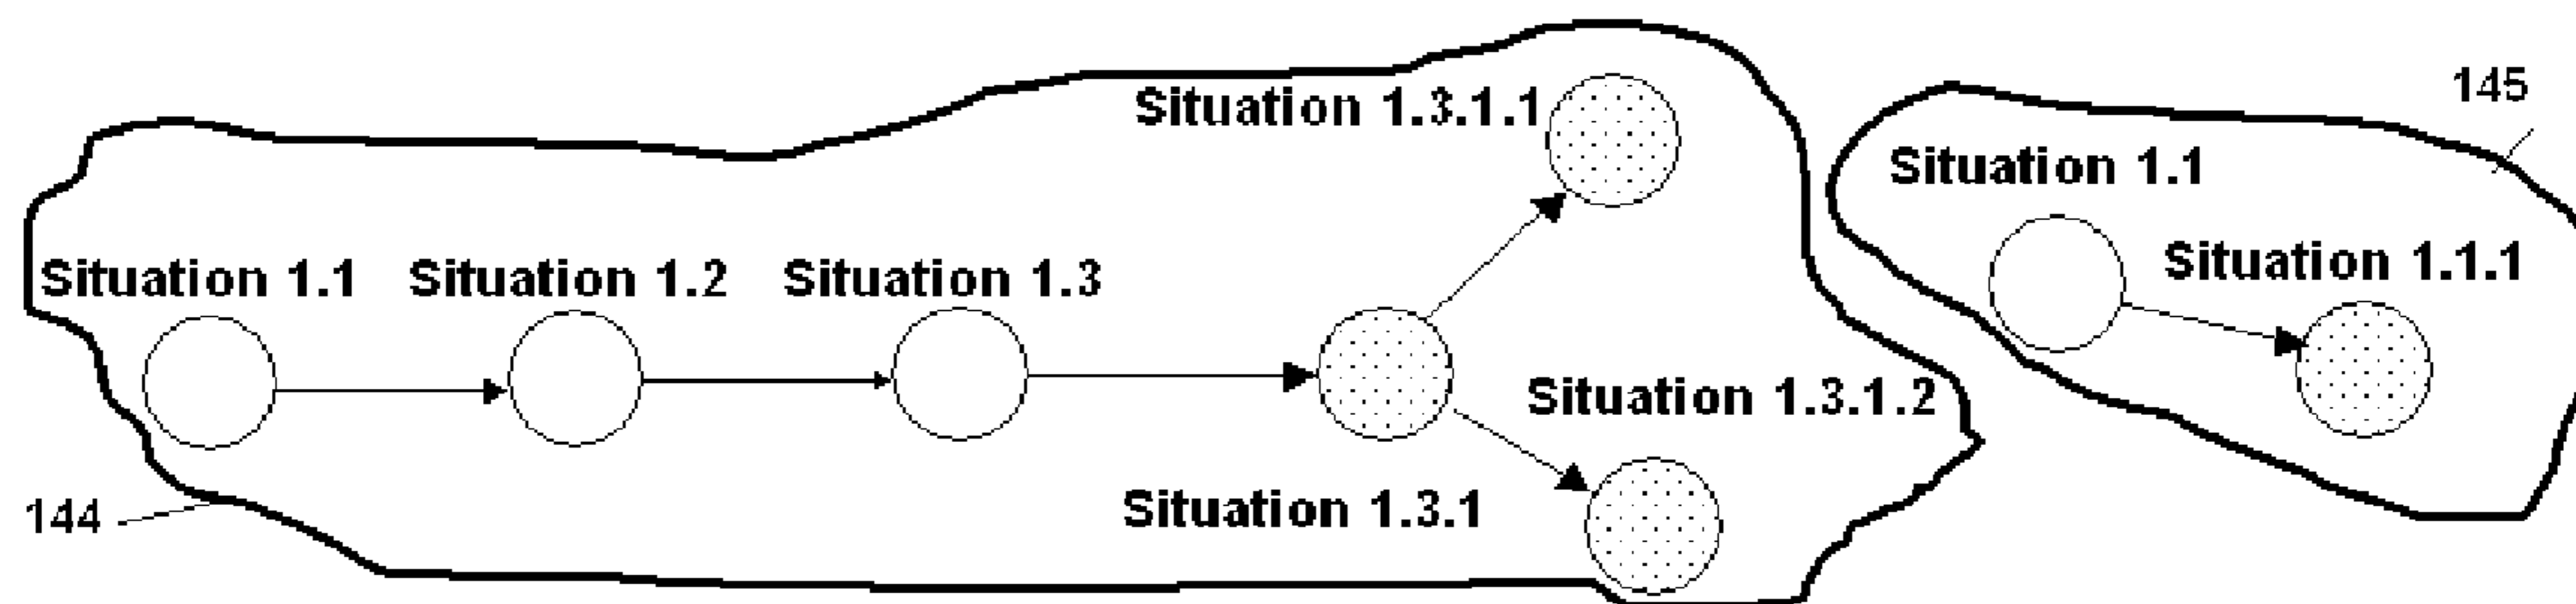 145
Situation 1.3.1.1
Situation 1.1
Situation 1.1.1
Situation 1.1
Situation 1.2
Situation 1.3
Situation 1.3.1.2
Situation 1.3.1
144